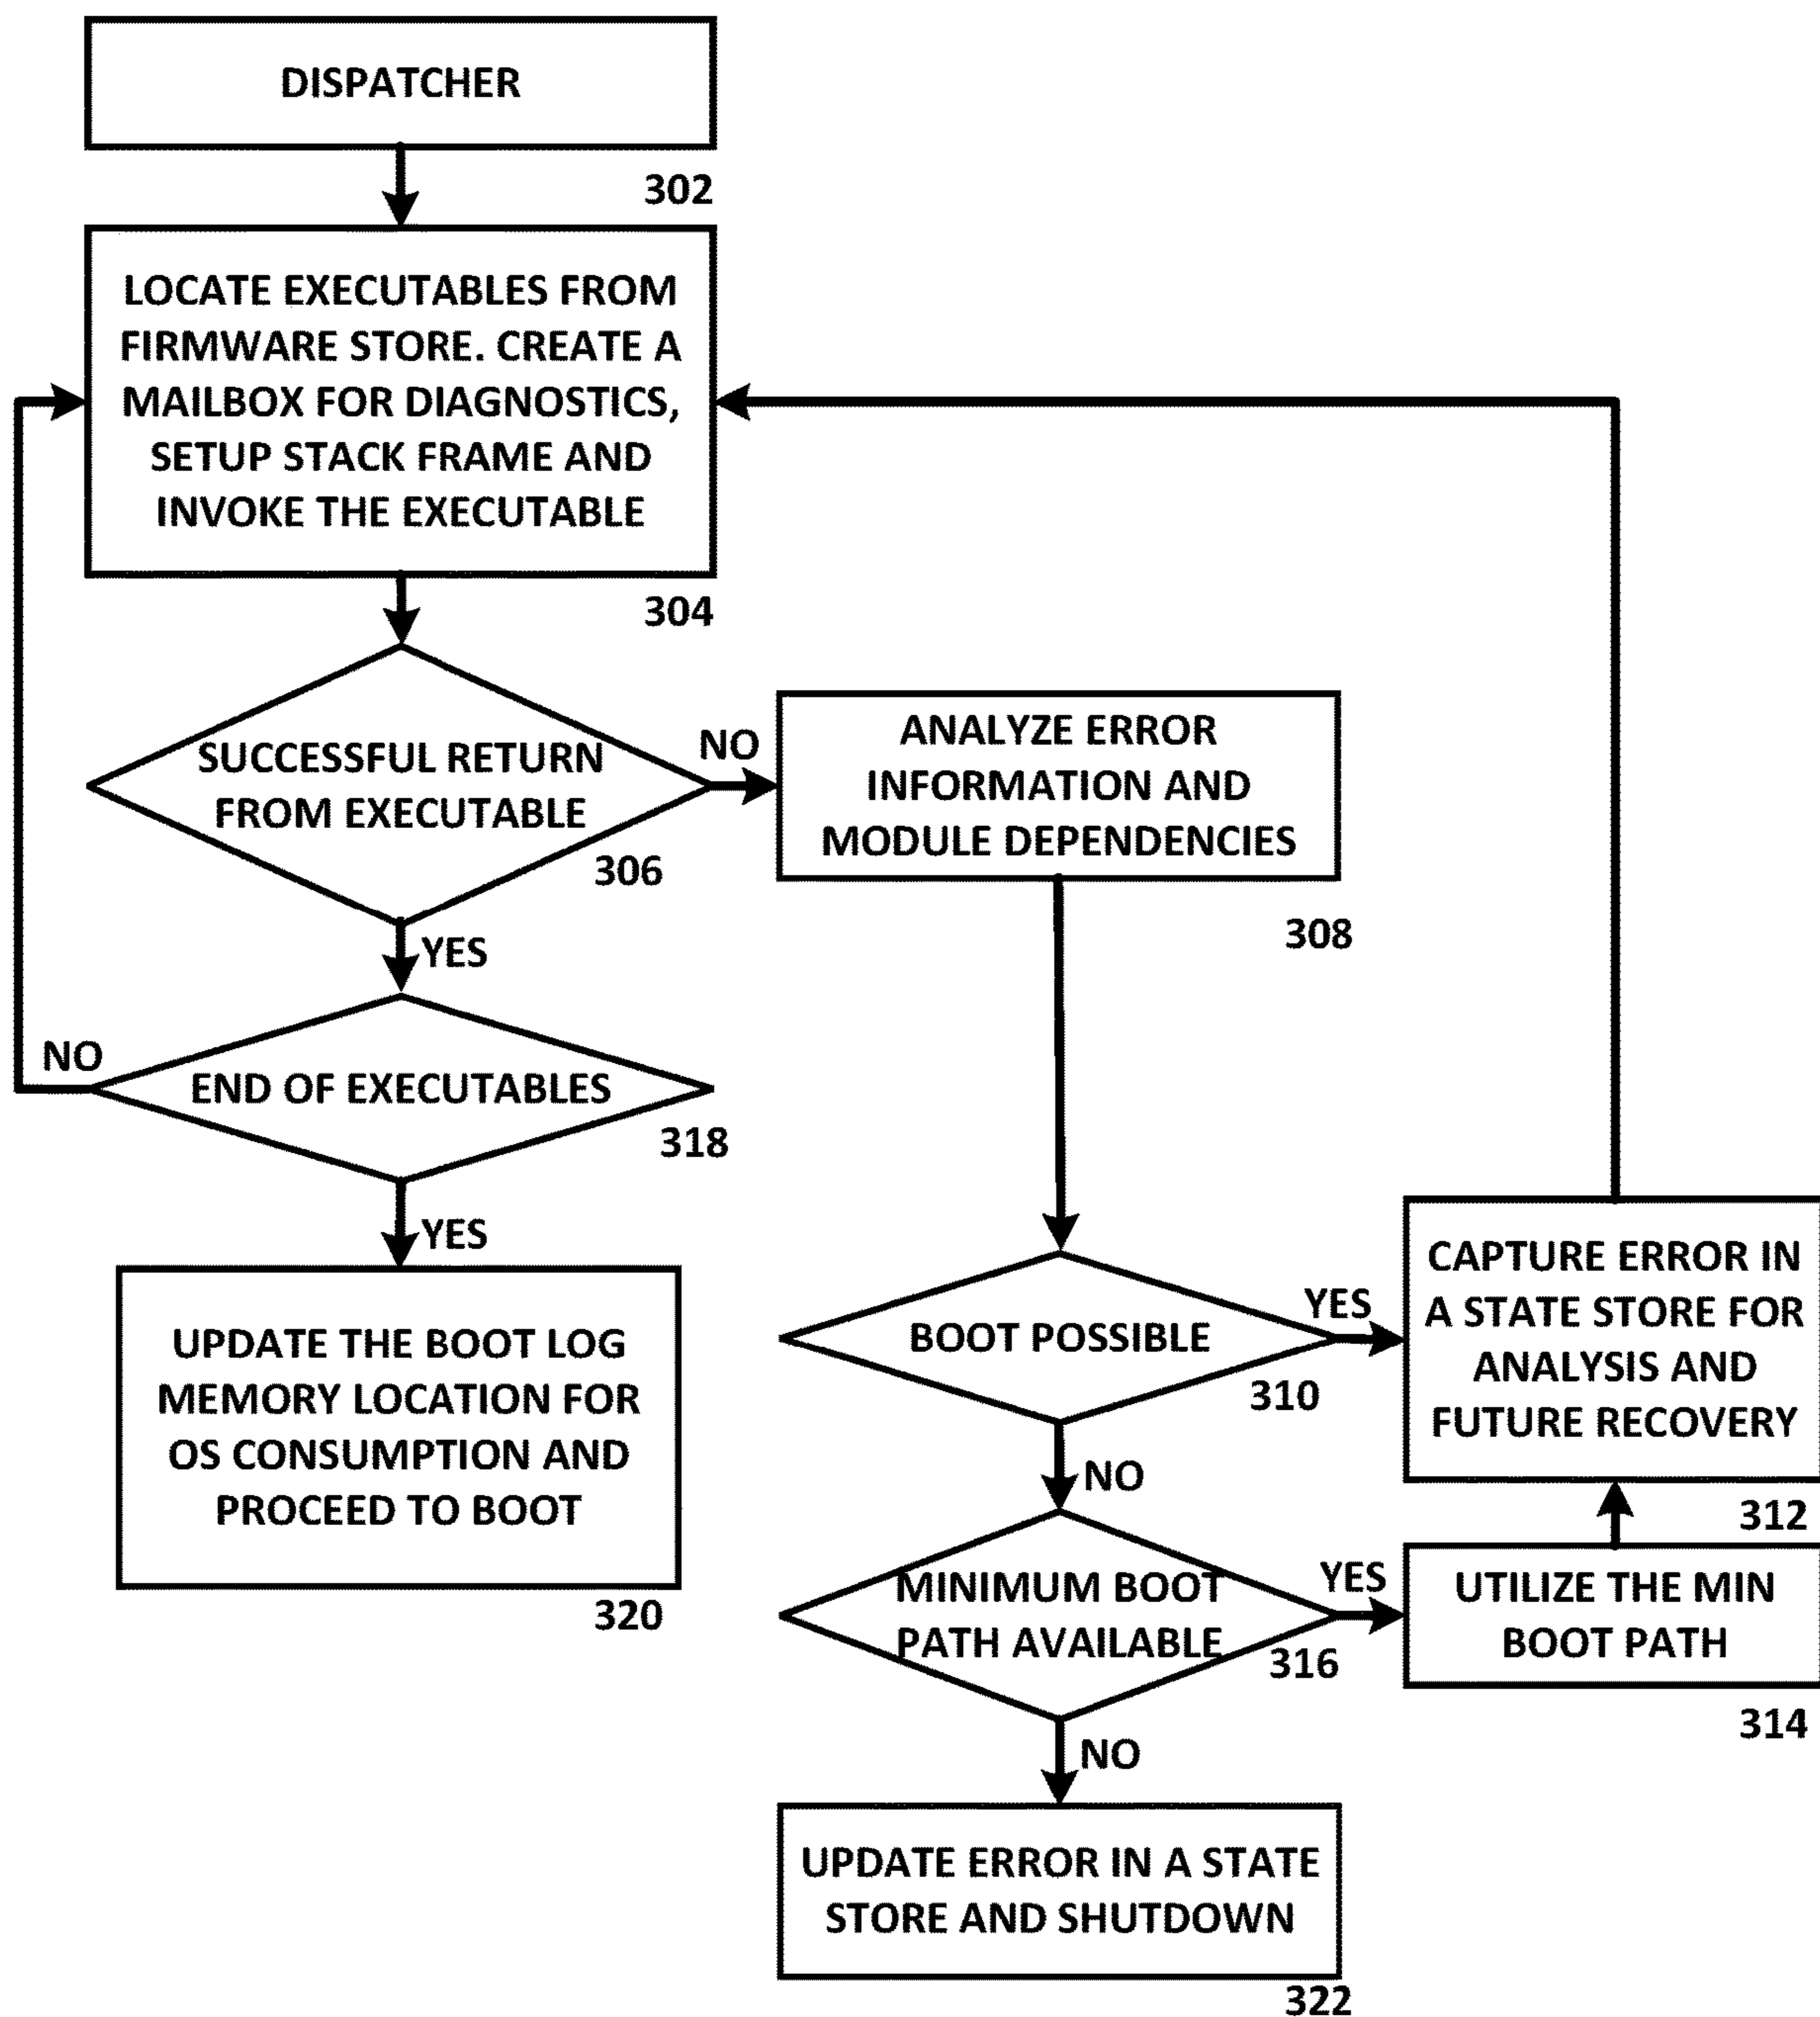 DISPATCHER
302
LOCATE EXECUTABLES FROM
FIRMWARE STORE. CREATE A
MAILBOX FOR DIAGNOSTICS,
SETUP STACK FRAME AND
INVOKE THE EXECUTABLE
304
SUCCESSFUL RETURN
FROM EXECUTABLE
306
NO
ANALYZE ERROR
INFORMATION AND
MODULE DEPENDENCIES
308
YES
NO
END OF EXECUTABLES
318
YES
UPDATE THE BOOT LOG
MEMORY LOCATION FOR
OS CONSUMPTION AND
PROCEED TO BOOT
320
BOOT POSSIBLE
310
YES
CAPTURE ERROR IN
A STATE STORE FOR
ANALYSIS AND
FUTURE RECOVERY
312
NO
MINIMUM BOOT
PATH AVAILABLE
316
YES
UTILIZE THE MIN
BOOT PATH
314
NO
UPDATE ERROR IN A STATE
STORE AND SHUTDOWN
322